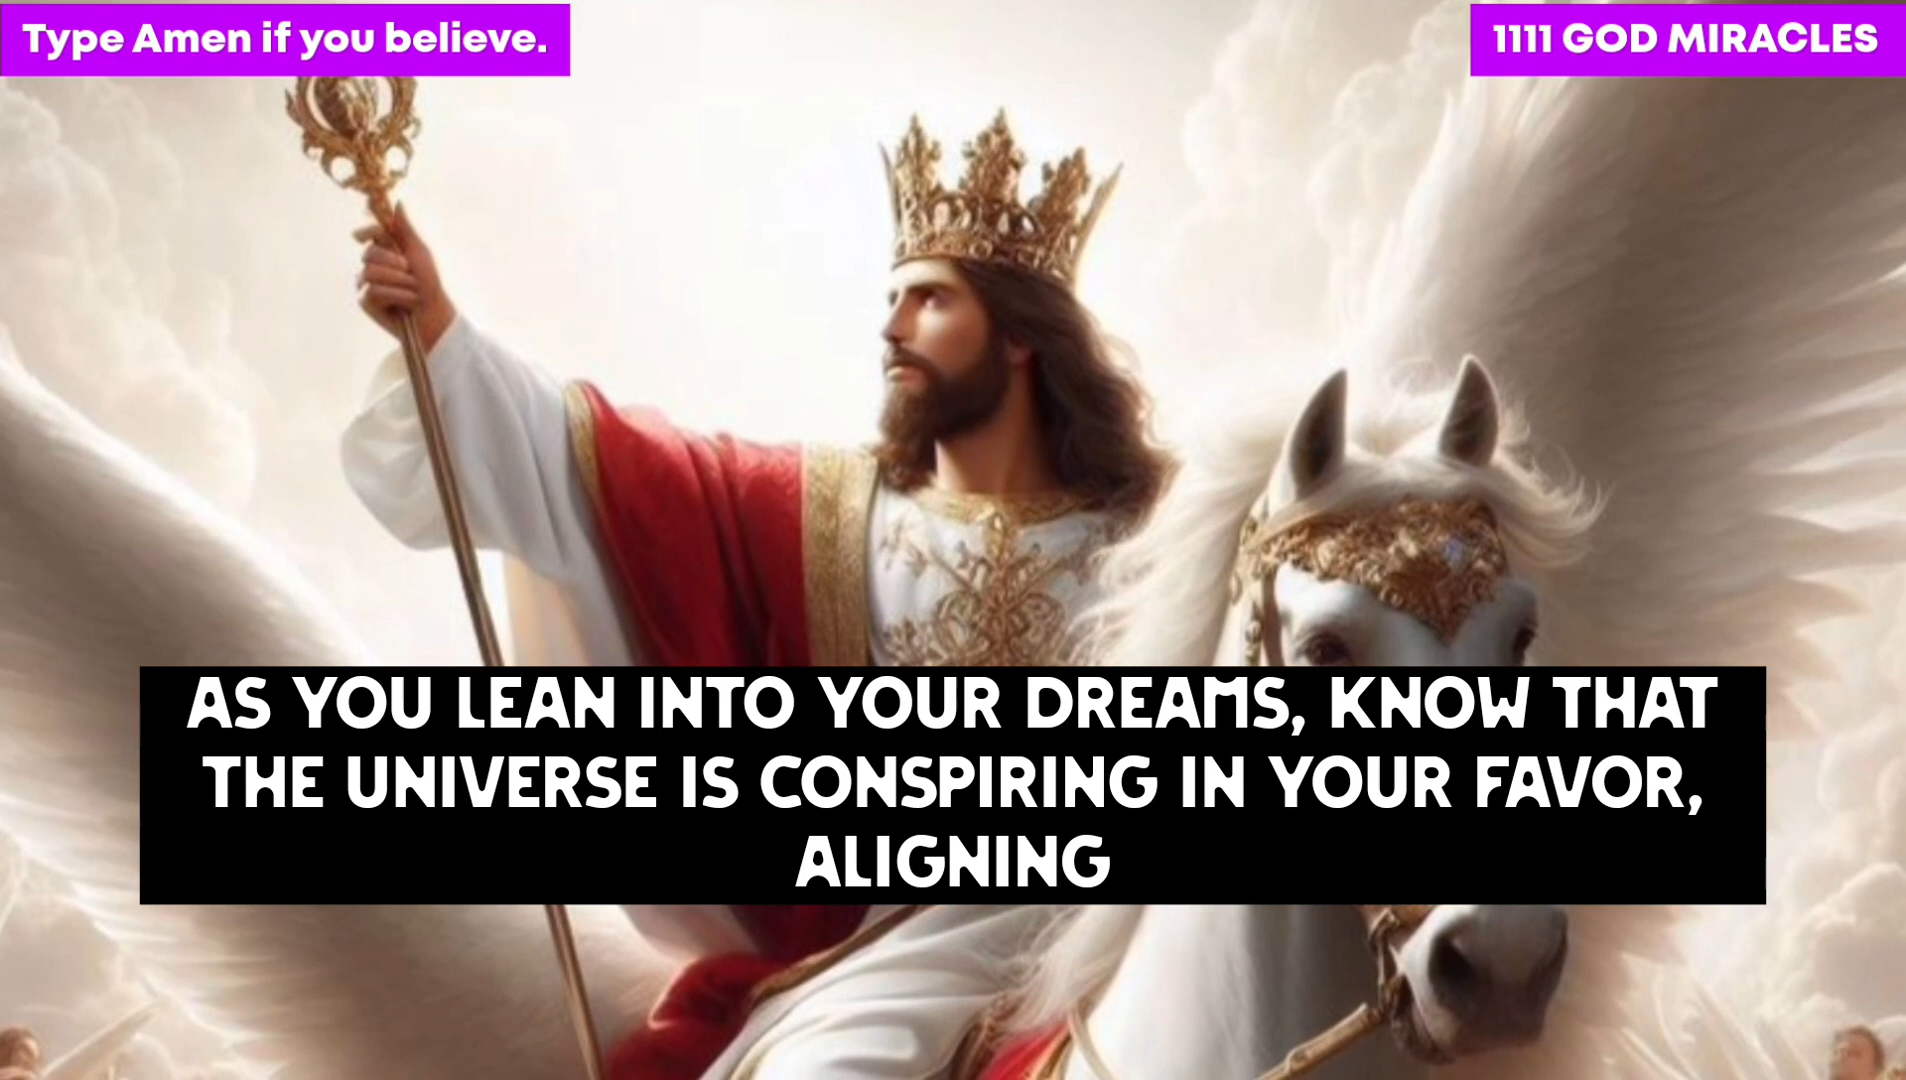 Type Amen if you believe.
1111 GOD MIRACLES
AS YOU LEAN INTO YOUR DREAMS, KNOW THAT
THE UNIVERSE IS CONSPIRING IN YOUR FAVOR,
ALIGNING